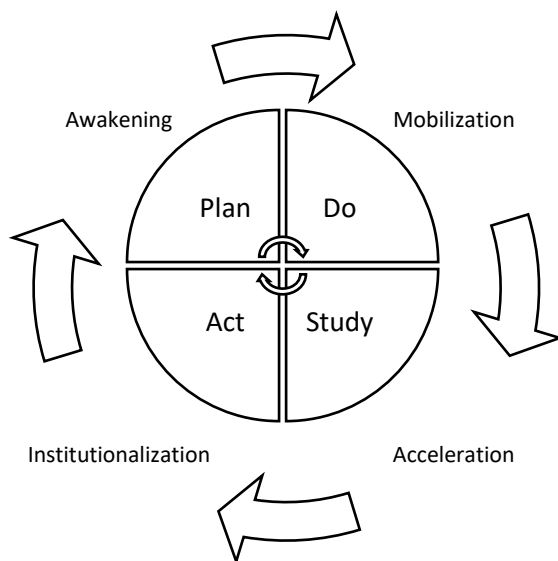 Awakening
Mobilization
Plan
Do
Act
Study
Institutionalization
Acceleration